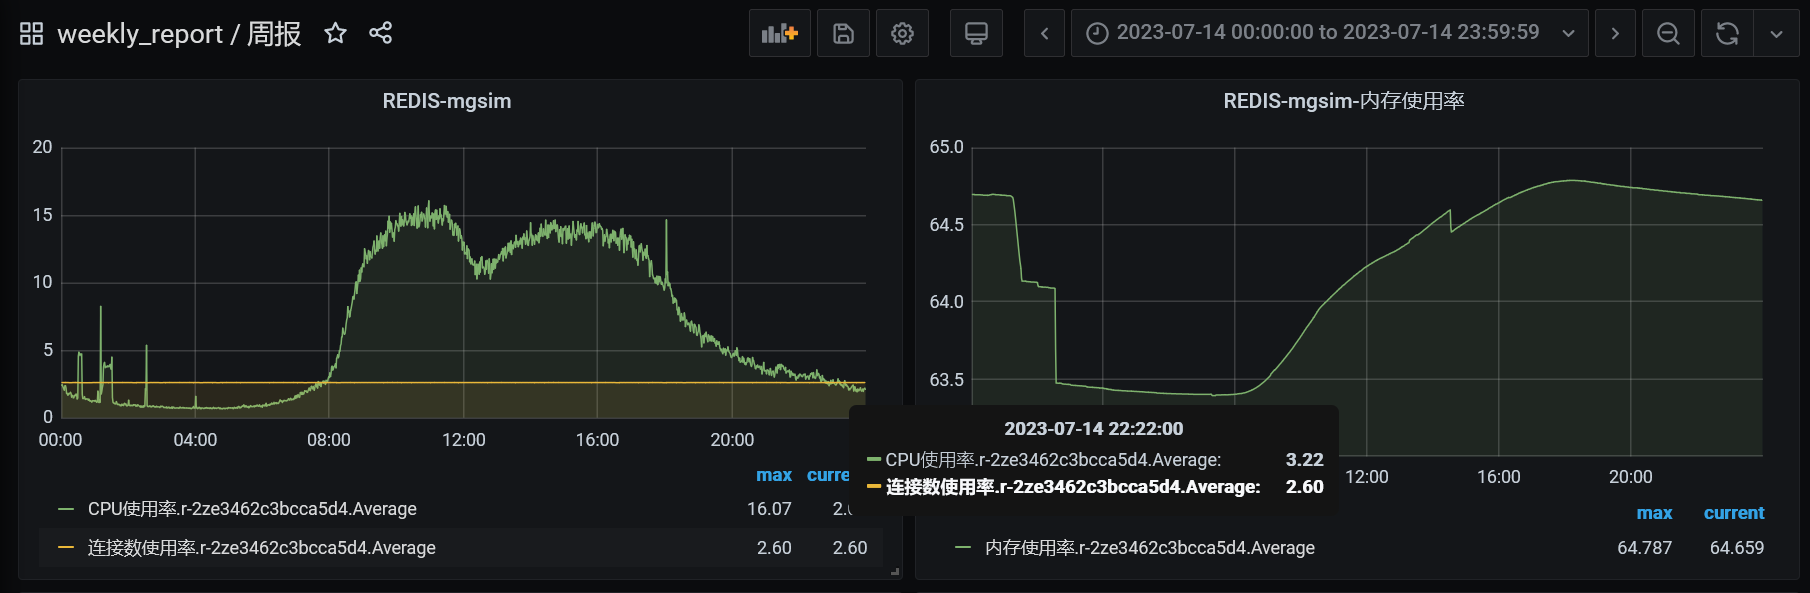 weekly_report / 周报
2023-07-14 00:00:00 to 2023-07-14 23:59:59
REDIS-mgsim
20
15
10
5
0
00:00 04:00 08:00 12:00 16:00 20:00
max curre
CPU使用率.r-2ze3462c3bcca5d4.Average 16.07 2.0
连接数使用率.r-2ze3462c3bcca5d4.Average 2.60 2.60
REDIS-mgsim-内存使用率
65.0
64.5
64.0
63.5
12:00 16:00 20:00
max current
内存使用率.r-2ze3462c3bcca5d4.Average 64.787 64.659
2023-07-14 22:22:00
CPU使用率.r-2ze3462c3bcca5d4.Average: 3.22
连接数使用率.r-2ze3462c3bcca5d4.Average: 2.60